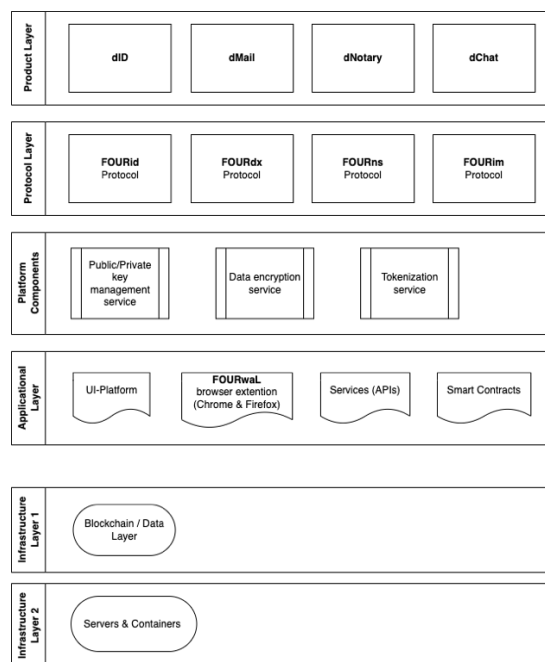 Product Layer
dID
dMail
dNotary
dChat
Protocol Layer
FOURid
Protocol
FOURdx
Protocol
FOURns
Protocol
FOURim
Protocol
Platform
Components
Public/Private
key
management
service
Data encryption
service
Tokenization
service
Applicational
Layer
UI-Platform
FOURwaL
browser extention
(Chrome & Firefox)
Services (APIs)
Smart Contracts
Infrastructure
Layer 1
Blockchain / Data
Layer
Infrastructure
Layer 2
Servers & Containers